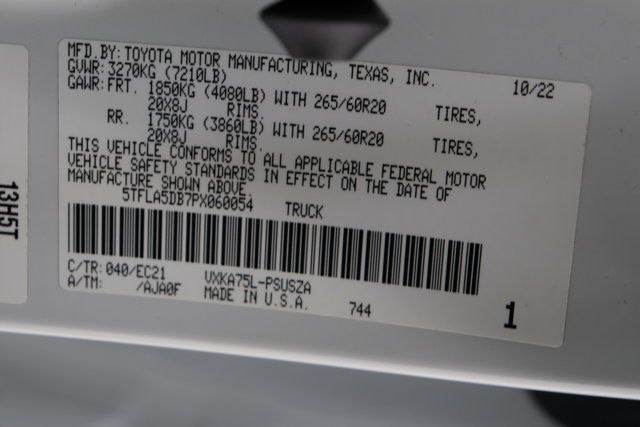 MFD.BY:TOYOTA MOTOR MANUFACTURING, TEXAS, INC. 10/22
GVWR:3270KG (7210LB)
GAWR:FRT. 1850KG (4080LB) WITH 265/60R20 TIRES,
20X8J RIMS.
RR. 1750KG (3860LB) WITH 265/60R20 TIRES,
20X8J RIMS.
THIS VEHICLE CONFORMS TO ALL APPLICABLE FEDERAL MOTOR
VEHICLE SAFETY STANDARDS IN EFFECT ON THE DATE OF
MANUFACTURE SHOWN ABOVE.
5TFLA5DB7PX060054 TRUCK
C/TR:040/EC21 VXKA75L-PSUSZA
A/TM: /AJA0F MADE IN U.S.A. 744
1
13H5T